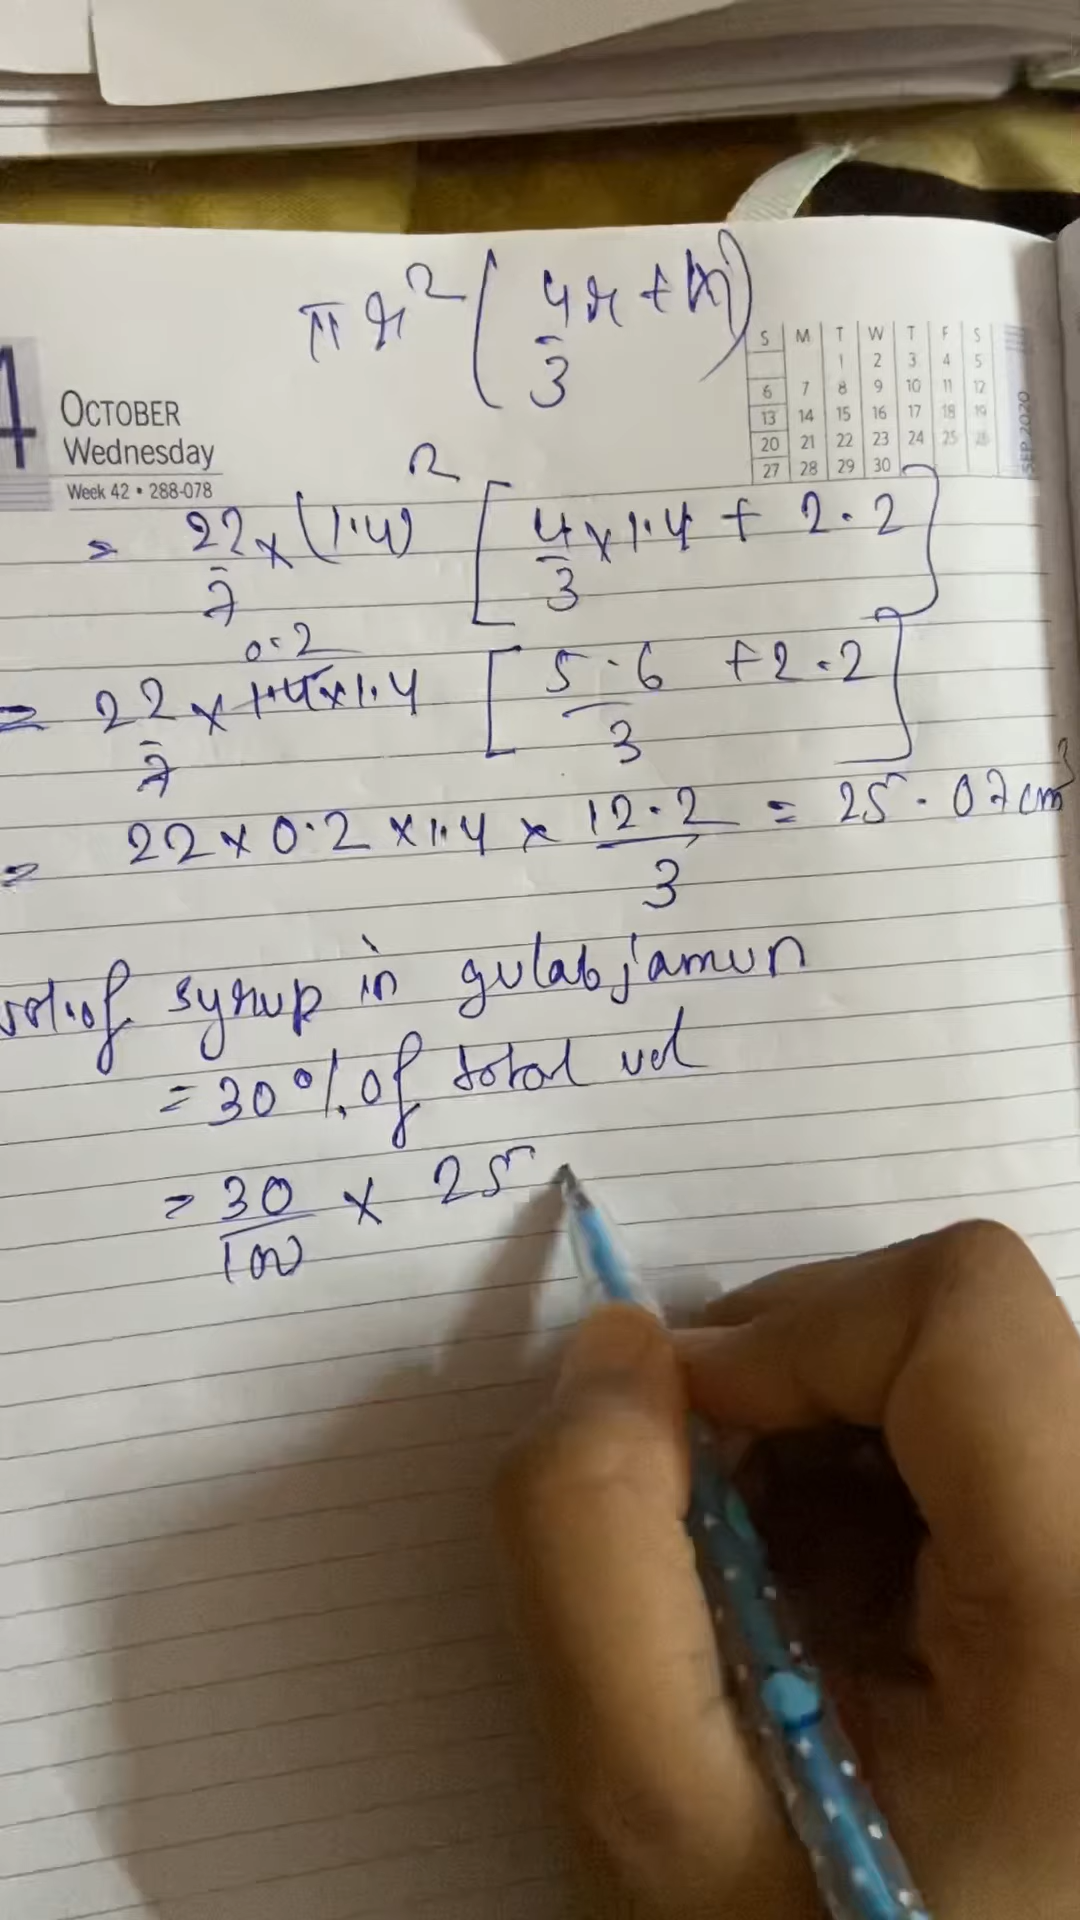 πr²(4/3 r + h)
S M T W T F S
1 2 3 4 5
6 7 8 9 10 11 12
13 14 15 16 17 18 19
20 21 22 23 24 25 26
27 28 29 30
SEP 2020
4
OCTOBER
Wednesday
Week 42 • 288-078
= 22/7 × (1.4)² [4/3 × 1.4 + 2.2]
0.2
= 22/7 × 1.4 × 1.4 [5.6/3 + 2.2]
= 22 × 0.2 × 1.4 × 12.2/3 = 25.07 cm³
vol. of syrup in gulab jamun
= 30% of total vol
= 30/100 × 25